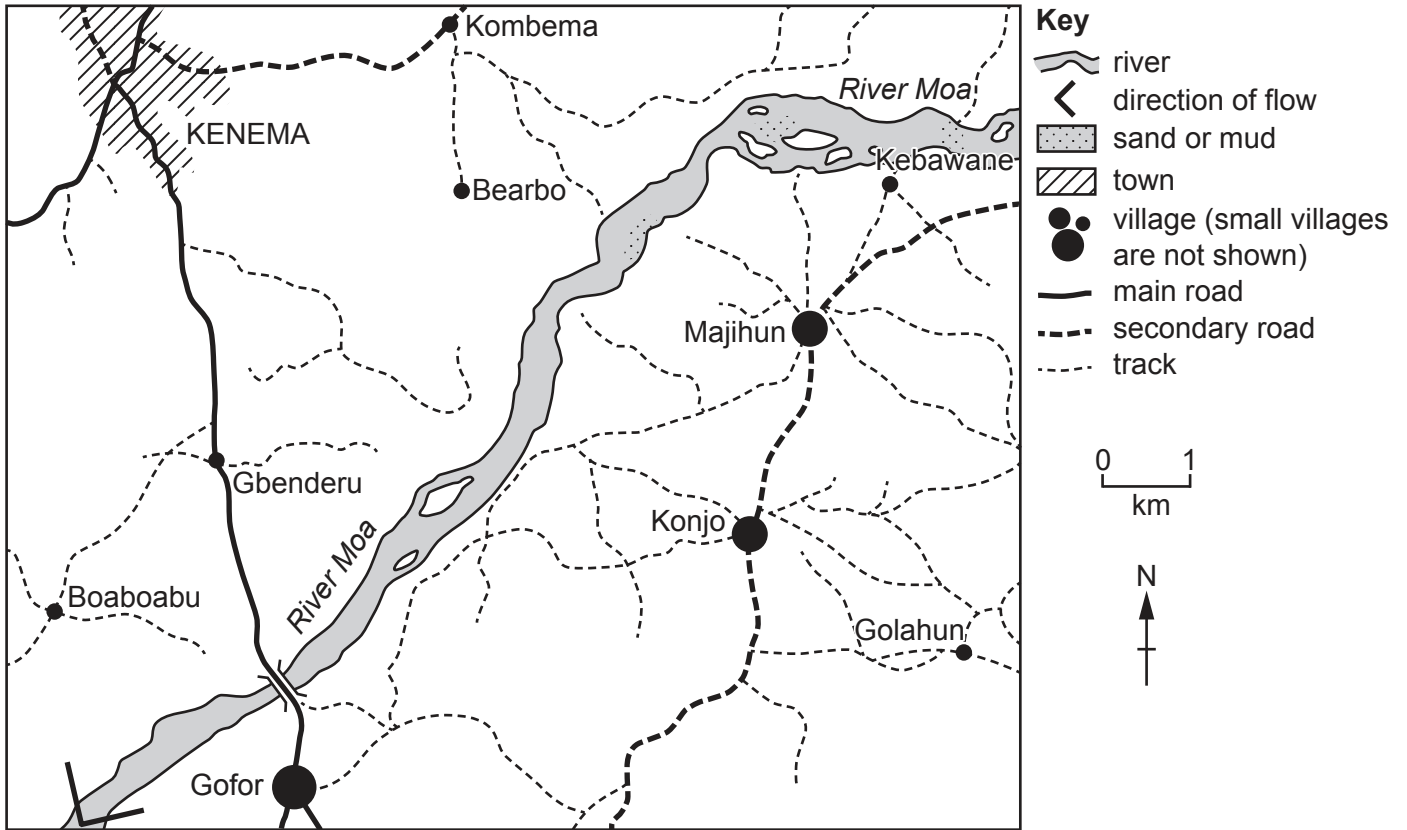 Kombema
River Moa
KENEMA
Kebawane
Bearbo
Majihun
Gbenderu
Konjo
River Moa
Boaboabu
Golahun
Gofor
Key
river
direction of flow
sand or mud
town
village (small villages
are not shown)
main road
secondary road
track
0 1
km
N